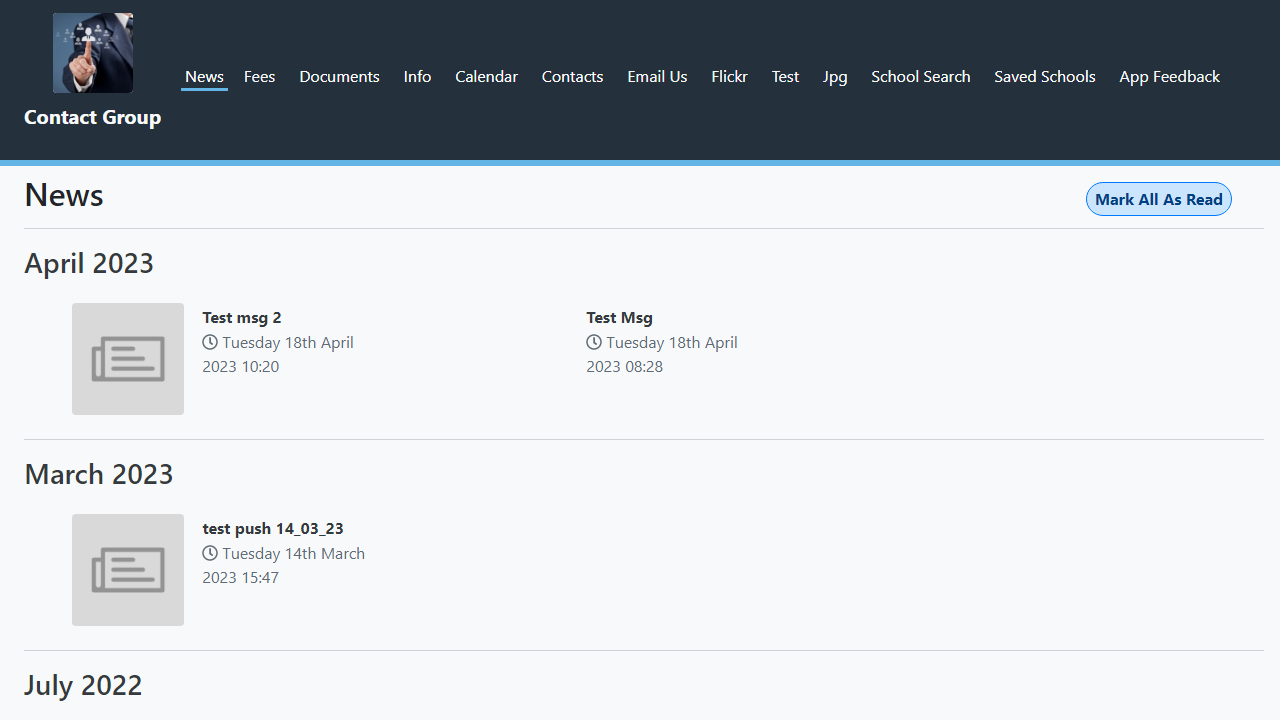 News Fees Documents Info Calendar Contacts Email Us Flickr Test Jpg School Search Saved Schools App Feedback
Contact Group
News
Mark All As Read
April 2023
Test msg 2
Tuesday 18th April
2023 10:20
Test Msg
Tuesday 18th April
2023 08:28
March 2023
test push 14_03_23
Tuesday 14th March
2023 15:47
July 2022